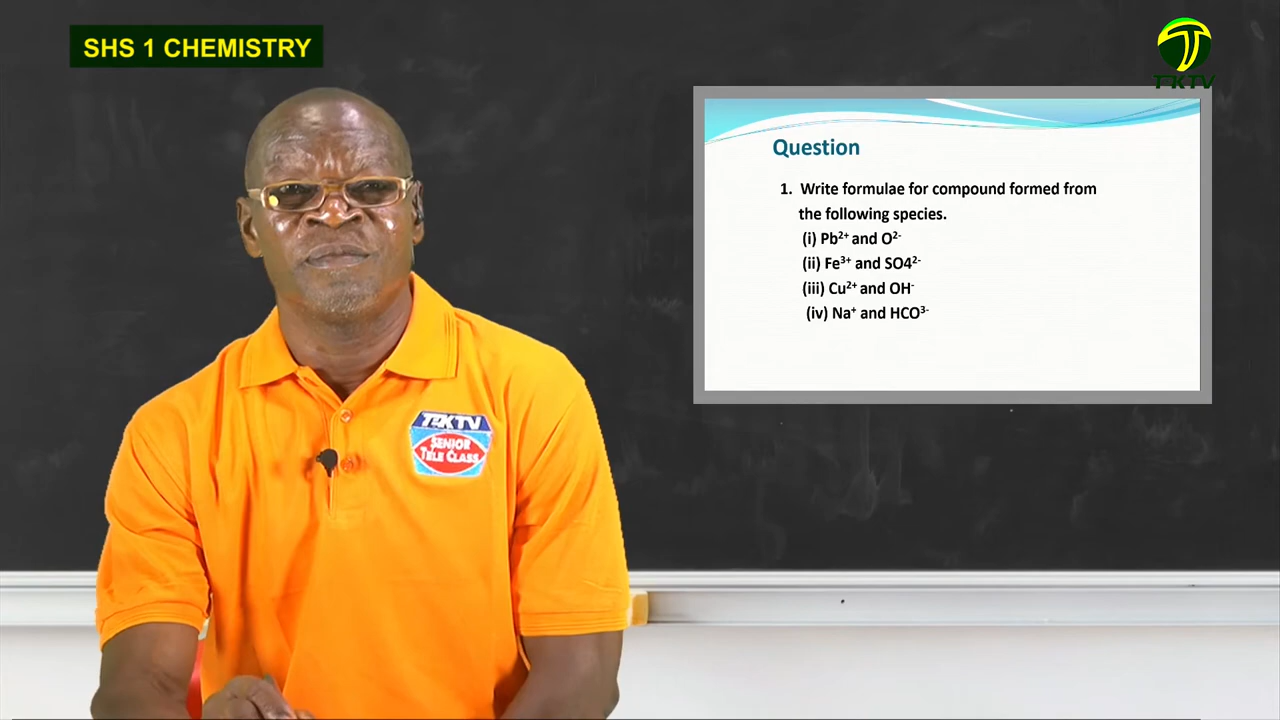 SHS 1 CHEMISTRY
TKTV
Question
1. Write formulae for compound formed from
the following species.
(i) Pb²⁺ and O²⁻
(ii) Fe³⁺ and SO4²⁻
(iii) Cu²⁺ and OH⁻
(iv) Na⁺ and HCO³⁻
TKTV
SENIOR
TELE CLASS